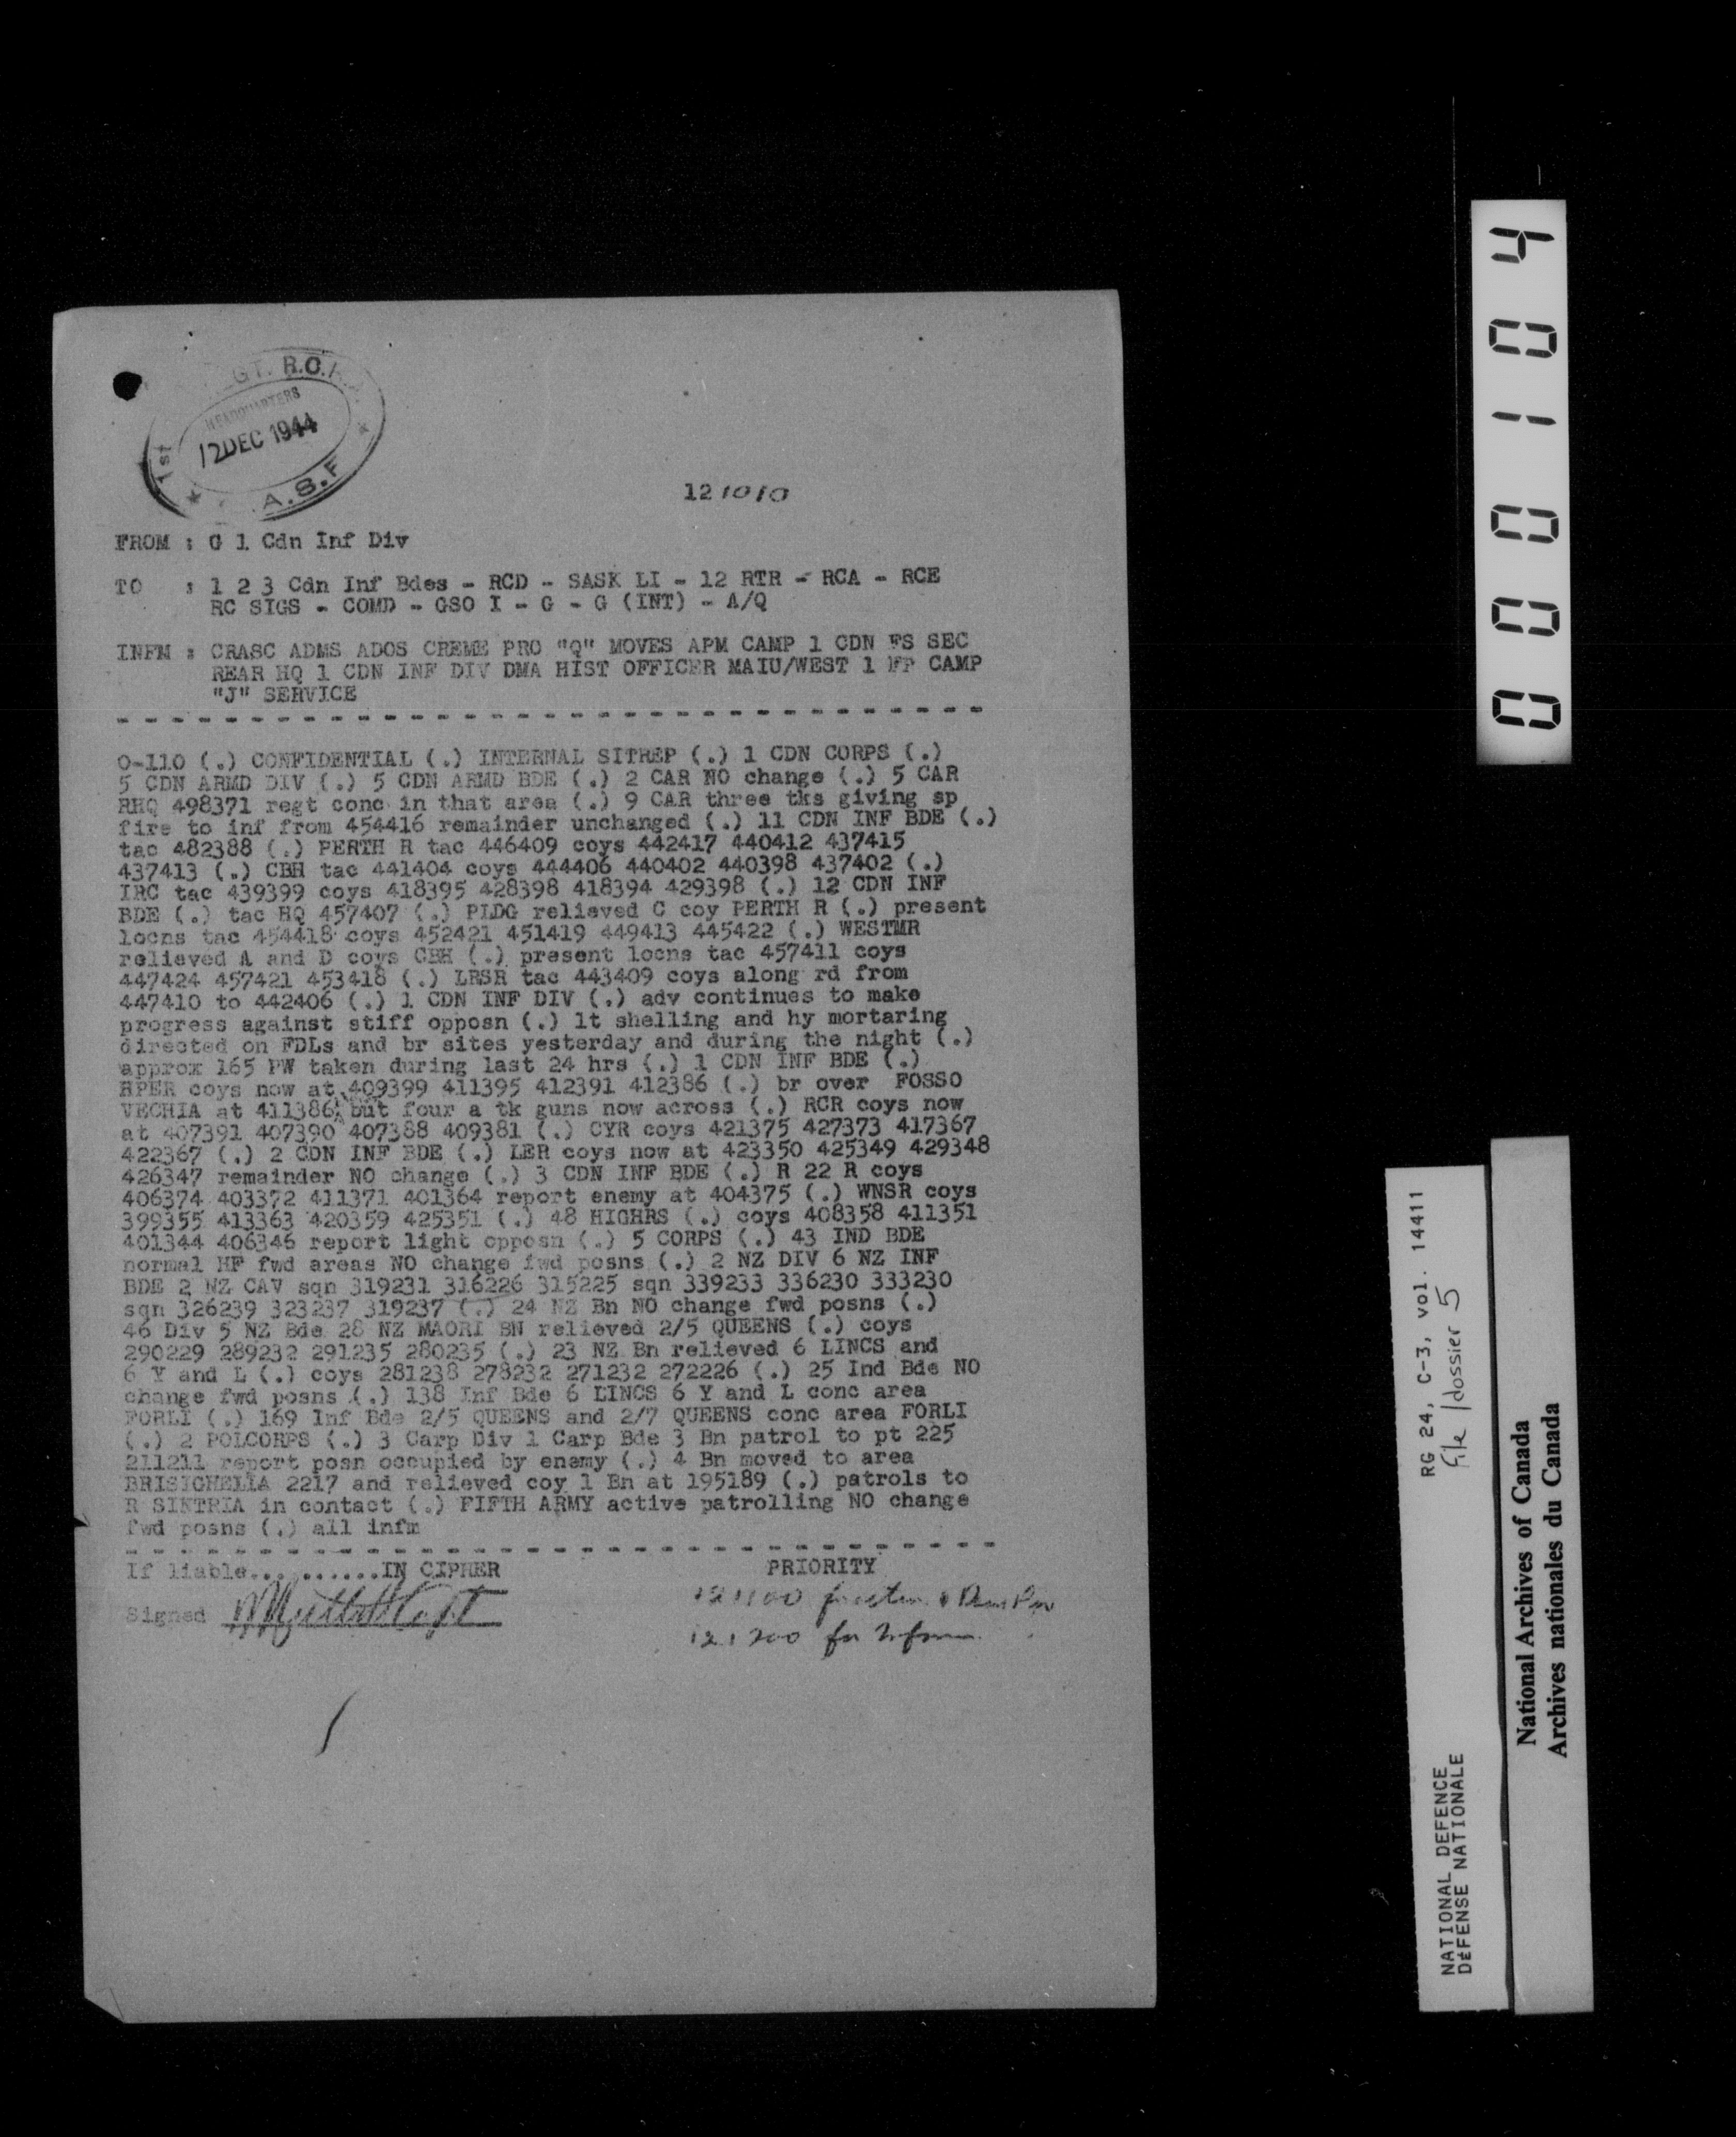 1st REGT. R.C.H.A.
HEADQUARTERS
12 DEC 1944
A.S.F
121010
FROM : G 1 Cdn Inf Div
TO : 1 2 3 Cdn Inf Bdes - RCD - SASK LI - 12 RTR - RCA - RCE
RC SIGS - COMD - GSO I - G - G (INT) - A/Q
INFM : CRASC ADMS ADOS CREME PRO "Q" MOVES APM CAMP 1 CDN FS SEC
REAR HQ 1 CDN INF DIV DMA HIST OFFICER MAIU/WEST 1 FP CAMP
"J" SERVICE
O-110 (.) CONFIDENTIAL (.) INTERNAL SITREP (.) 1 CDN CORPS (.)
5 CDN ARMD DIV (.) 5 CDN ARMD BDE (.) 2 CAR NO change (.) 5 CAR
RHQ 498371 regt conc in that area (.) 9 CAR three tks giving sp
fire to inf from 454416 remainder unchanged (.) 11 CDN INF BDE (.)
tac 482388 (.) PERTH R tac 446409 coys 442417 440412 437415
437413 (.) CBH tac 441404 coys 444406 440402 440398 437402 (.)
IRC tac 439399 coys 418395 428398 418394 429398 (.) 12 CDN INF
BDE (.) tac HQ 457407 (.) PLDG relieved C coy PERTH R (.) present
locns tac 454418 coys 452421 451419 449413 445422 (.) WESTMR
relieved A and D coys CBH (.) present locns tac 457411 coys
447424 457421 453418 (.) LRSR tac 443409 coys along rd from
447410 to 442406 (.) 1 CDN INF DIV (.) adv continues to make
progress against stiff opposn (.) lt shelling and hy mortaring
directed on FDLs and br sites yesterday and during the night (.)
approx 165 PW taken during last 24 hrs (.) 1 CDN INF BDE (.)
HPER coys now at 409399 411395 412391 412386 (.) br over FOSSO
VECHIA at 411386 but four a tk guns now across (.) RCR coys now
at 407391 407390 407388 409381 (.) CYR coys 421375 427373 417367
422367 (.) 2 CDN INF BDE (.) LER coys now at 423350 425349 429348
426347 remainder NO change (.) 3 CDN INF BDE (.) R 22 R coys
406374 403372 411371 401364 report enemy at 404375 (.) WNSR coys
399355 413363 420359 425351 (.) 48 HIGHRS (.) coys 408358 411351
401344 406346 report light opposn (.) 5 CORPS (.) 43 IND BDE
normal HF fwd areas NO change fwd posns (.) 2 NZ DIV 6 NZ INF
BDE 2 NZ CAV sqn 319231 316226 315225 sqn 339233 336230 333230
sqn 326239 323237 319237 (.) 24 NZ Bn NO change fwd posns (.)
46 Div 5 NZ Bde 28 NZ MAORI BN relieved 2/5 QUEENS (.) coys
290229 289232 291235 280235 (.) 23 NZ Bn relieved 6 LINCS and
6 Y and L (.) coys 281238 278232 271232 272226 (.) 25 Ind Bde NO
change fwd posns (.) 138 Inf Bde 6 LINCS 6 Y and L conc area
FORLI (.) 169 Inf Bde 2/5 QUEENS and 2/7 QUEENS conc area FORLI
(.) 2 POLCORPS (.) 3 Carp Div 1 Carp Bde 3 Bn patrol to pt 225
211211 report posn occupied by enemy (.) 4 Bn moved to area
BRISIGHELLA 2217 and relieved coy 1 Bn at 195189 (.) patrols to
R SINTRIA in contact (.) FIFTH ARMY active patrolling NO change
fwd posns (.) all infm
If liable..........IN CIPHER PRIORITY
Signed
121200 for Infm
000104
RG 24, C-3, vol. 14411
File/dossier 5
NATIONAL DEFENCE
DÉFENSE NATIONALE
National Archives of Canada
Archives nationales du Canada